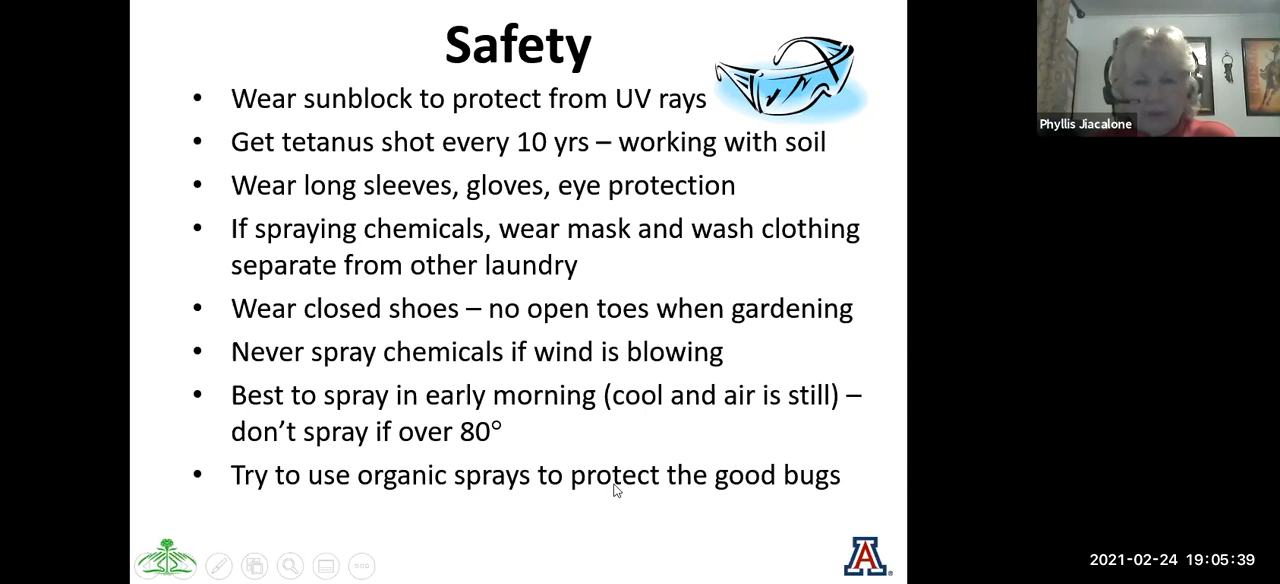 Safety
• Wear sunblock to protect from UV rays
• Get tetanus shot every 10 yrs – working with soil
• Wear long sleeves, gloves, eye protection
• If spraying chemicals, wear mask and wash clothing
separate from other laundry
• Wear closed shoes – no open toes when gardening
• Never spray chemicals if wind is blowing
• Best to spray in early morning (cool and air is still) –
don’t spray if over 80°
• Try to use organic sprays to protect the good bugs
Phyllis Jiacalone
A
®
2021-02-24 19:05:39